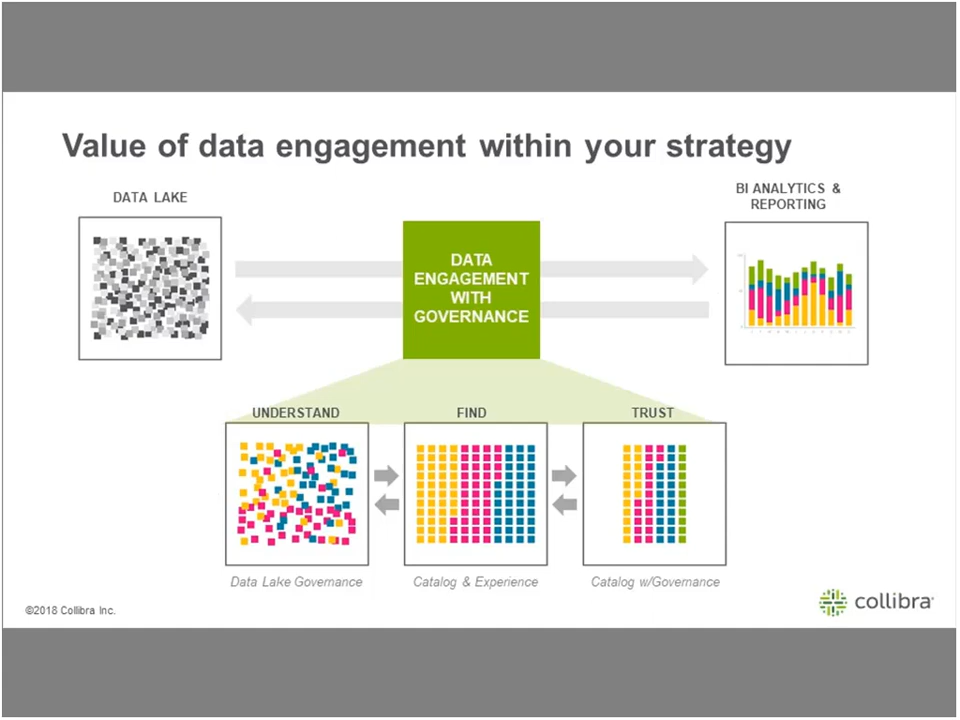 Value of data engagement within your strategy
DATA LAKE
BI ANALYTICS &
REPORTING
DATA
ENGAGEMENT
WITH
GOVERNANCE
UNDERSTAND
FIND
TRUST
Data Lake Governance
Catalog & Experience
Catalog w/Governance
©2018 Collibra Inc.
collibra